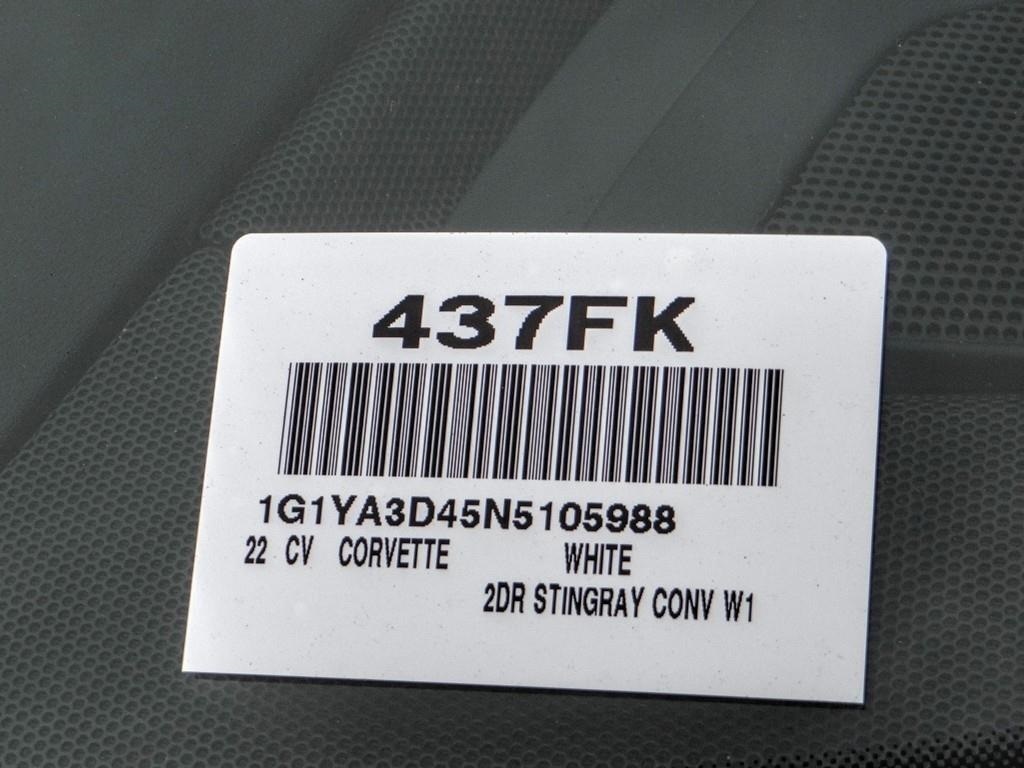 437FK
1G1YA3D45N5105988
22 CV CORVETTE WHITE
2DR STINGRAY CONV W1